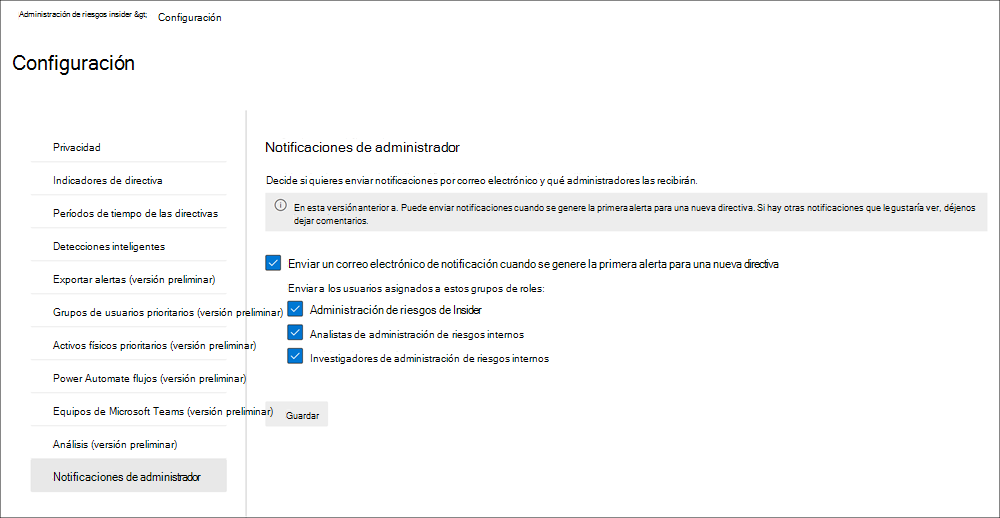 Administración de riesgos insider &gt; Configuración
Configuración
Privacidad
Indicadores de directiva
Períodos de tiempo de las directivas
Detecciones inteligentes
Exportar alertas (versión preliminar)
Grupos de usuarios prioritarios (versión preliminar)
Activos físicos prioritarios (versión preliminar)
Power Automate flujos (versión preliminar)
Equipos de Microsoft Teams (versión preliminar)
Análisis (versión preliminar)
Notificaciones de administrador
Notificaciones de administrador
Decide si quieres enviar notificaciones por correo electrónico y qué administradores las recibirán.
En esta versión anterior a. Puede enviar notificaciones cuando se genere la primera alerta para una nueva directiva. Si hay otras notificaciones que le gustaría ver, déjenos
dejar comentarios.
Enviar un correo electrónico de notificación cuando se genere la primera alerta para una nueva directiva
Enviar a los usuarios asignados a estos grupos de roles:
Administración de riesgos de Insider
Analistas de administración de riesgos internos
Investigadores de administración de riesgos internos
Guardar